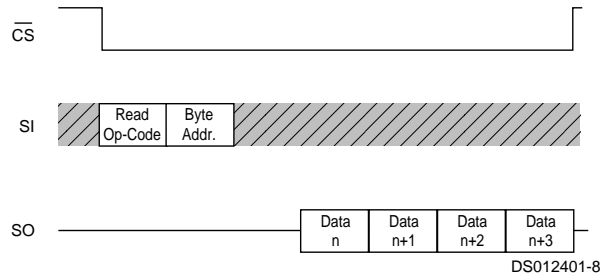 CS
SI
Read Op-Code
Byte Addr.
SO
Data n
Data n+1
Data n+2
Data n+3
DS012401-8